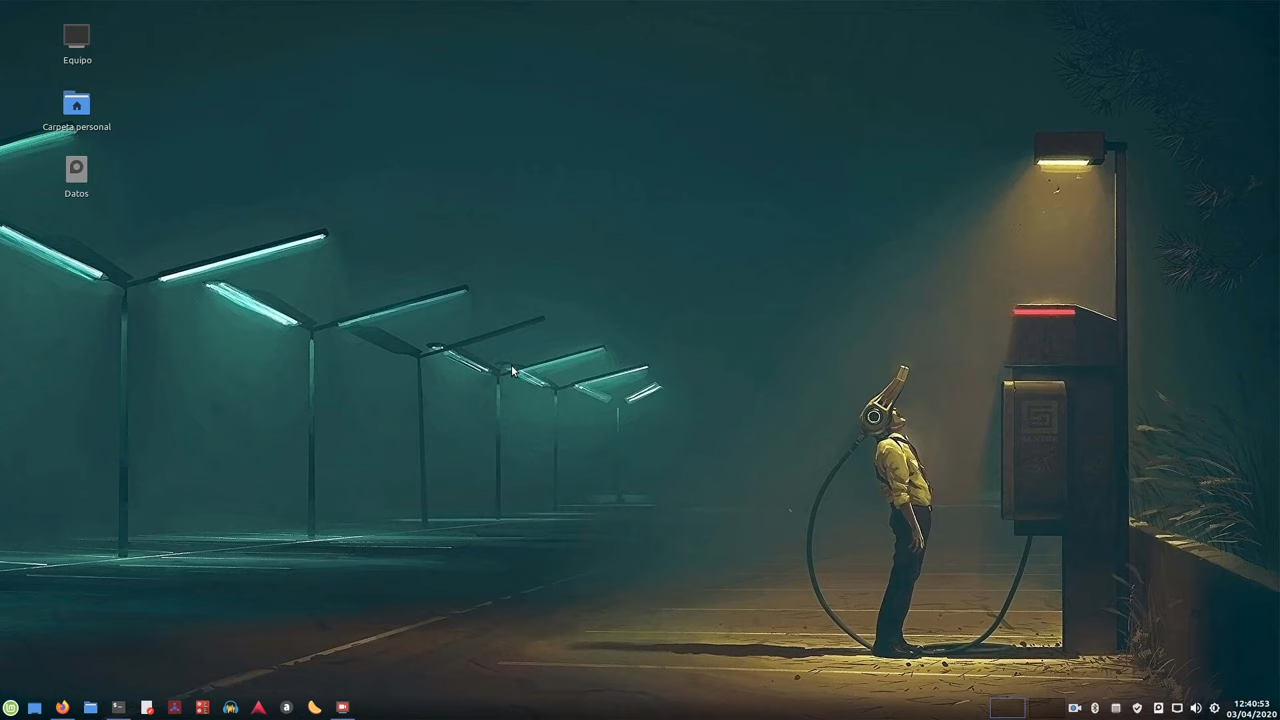 Equipo
Carpeta personal
Datos
12:40:53
03/04/2020